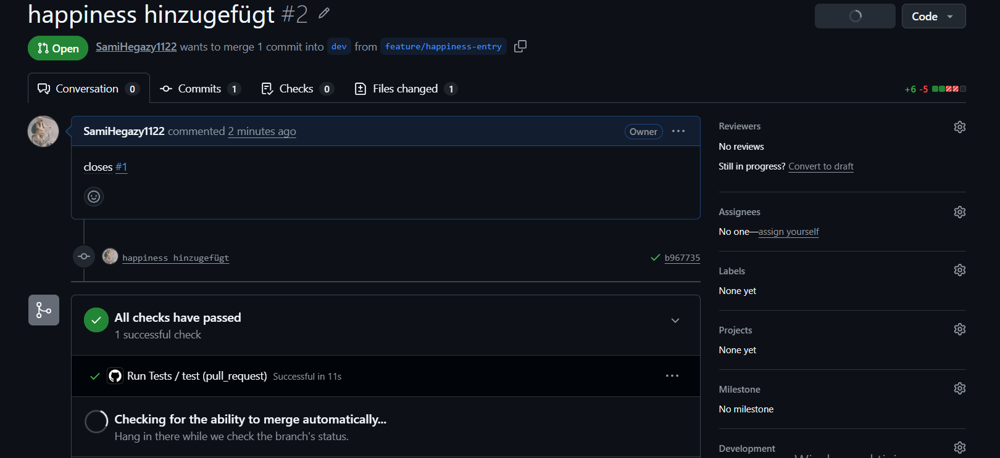 happiness hinzugefügt #2
Code
Open
SamiHegazy1122 wants to merge 1 commit into dev from feature/happiness-entry
Conversation 0
Commits 1
Checks 0
Files changed 1
+6 -5
SamiHegazy1122 commented 2 minutes ago
Owner
closes #1
happiness hinzugefügt
b967735
All checks have passed
1 successful check
Run Tests / test (pull_request) Successful in 11s
Checking for the ability to merge automatically...
Hang in there while we check the branch's status.
Reviewers
No reviews
Still in progress? Convert to draft
Assignees
No one—assign yourself
Labels
None yet
Projects
None yet
Milestone
No milestone
Development